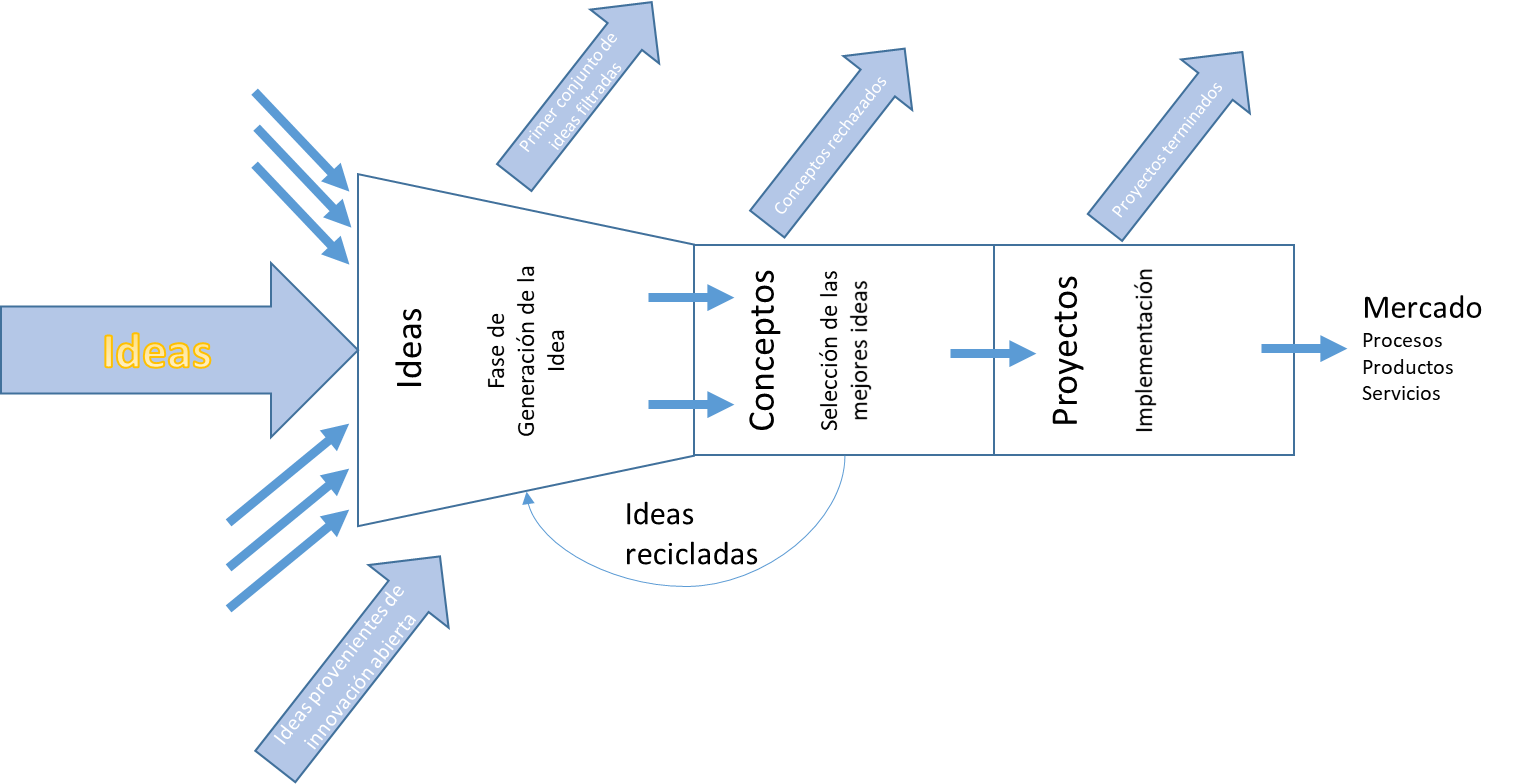 Ideas
Ideas provenientes de
innovación abierta
Ideas
Fase de
Generación de la
Idea
Primer conjunto de
ideas filtradas
Conceptos
Selección de las
mejores ideas
Conceptos rechazados
Ideas
recicladas
Proyectos
Implementación
Proyectos terminados
Mercado
Procesos
Productos
Servicios